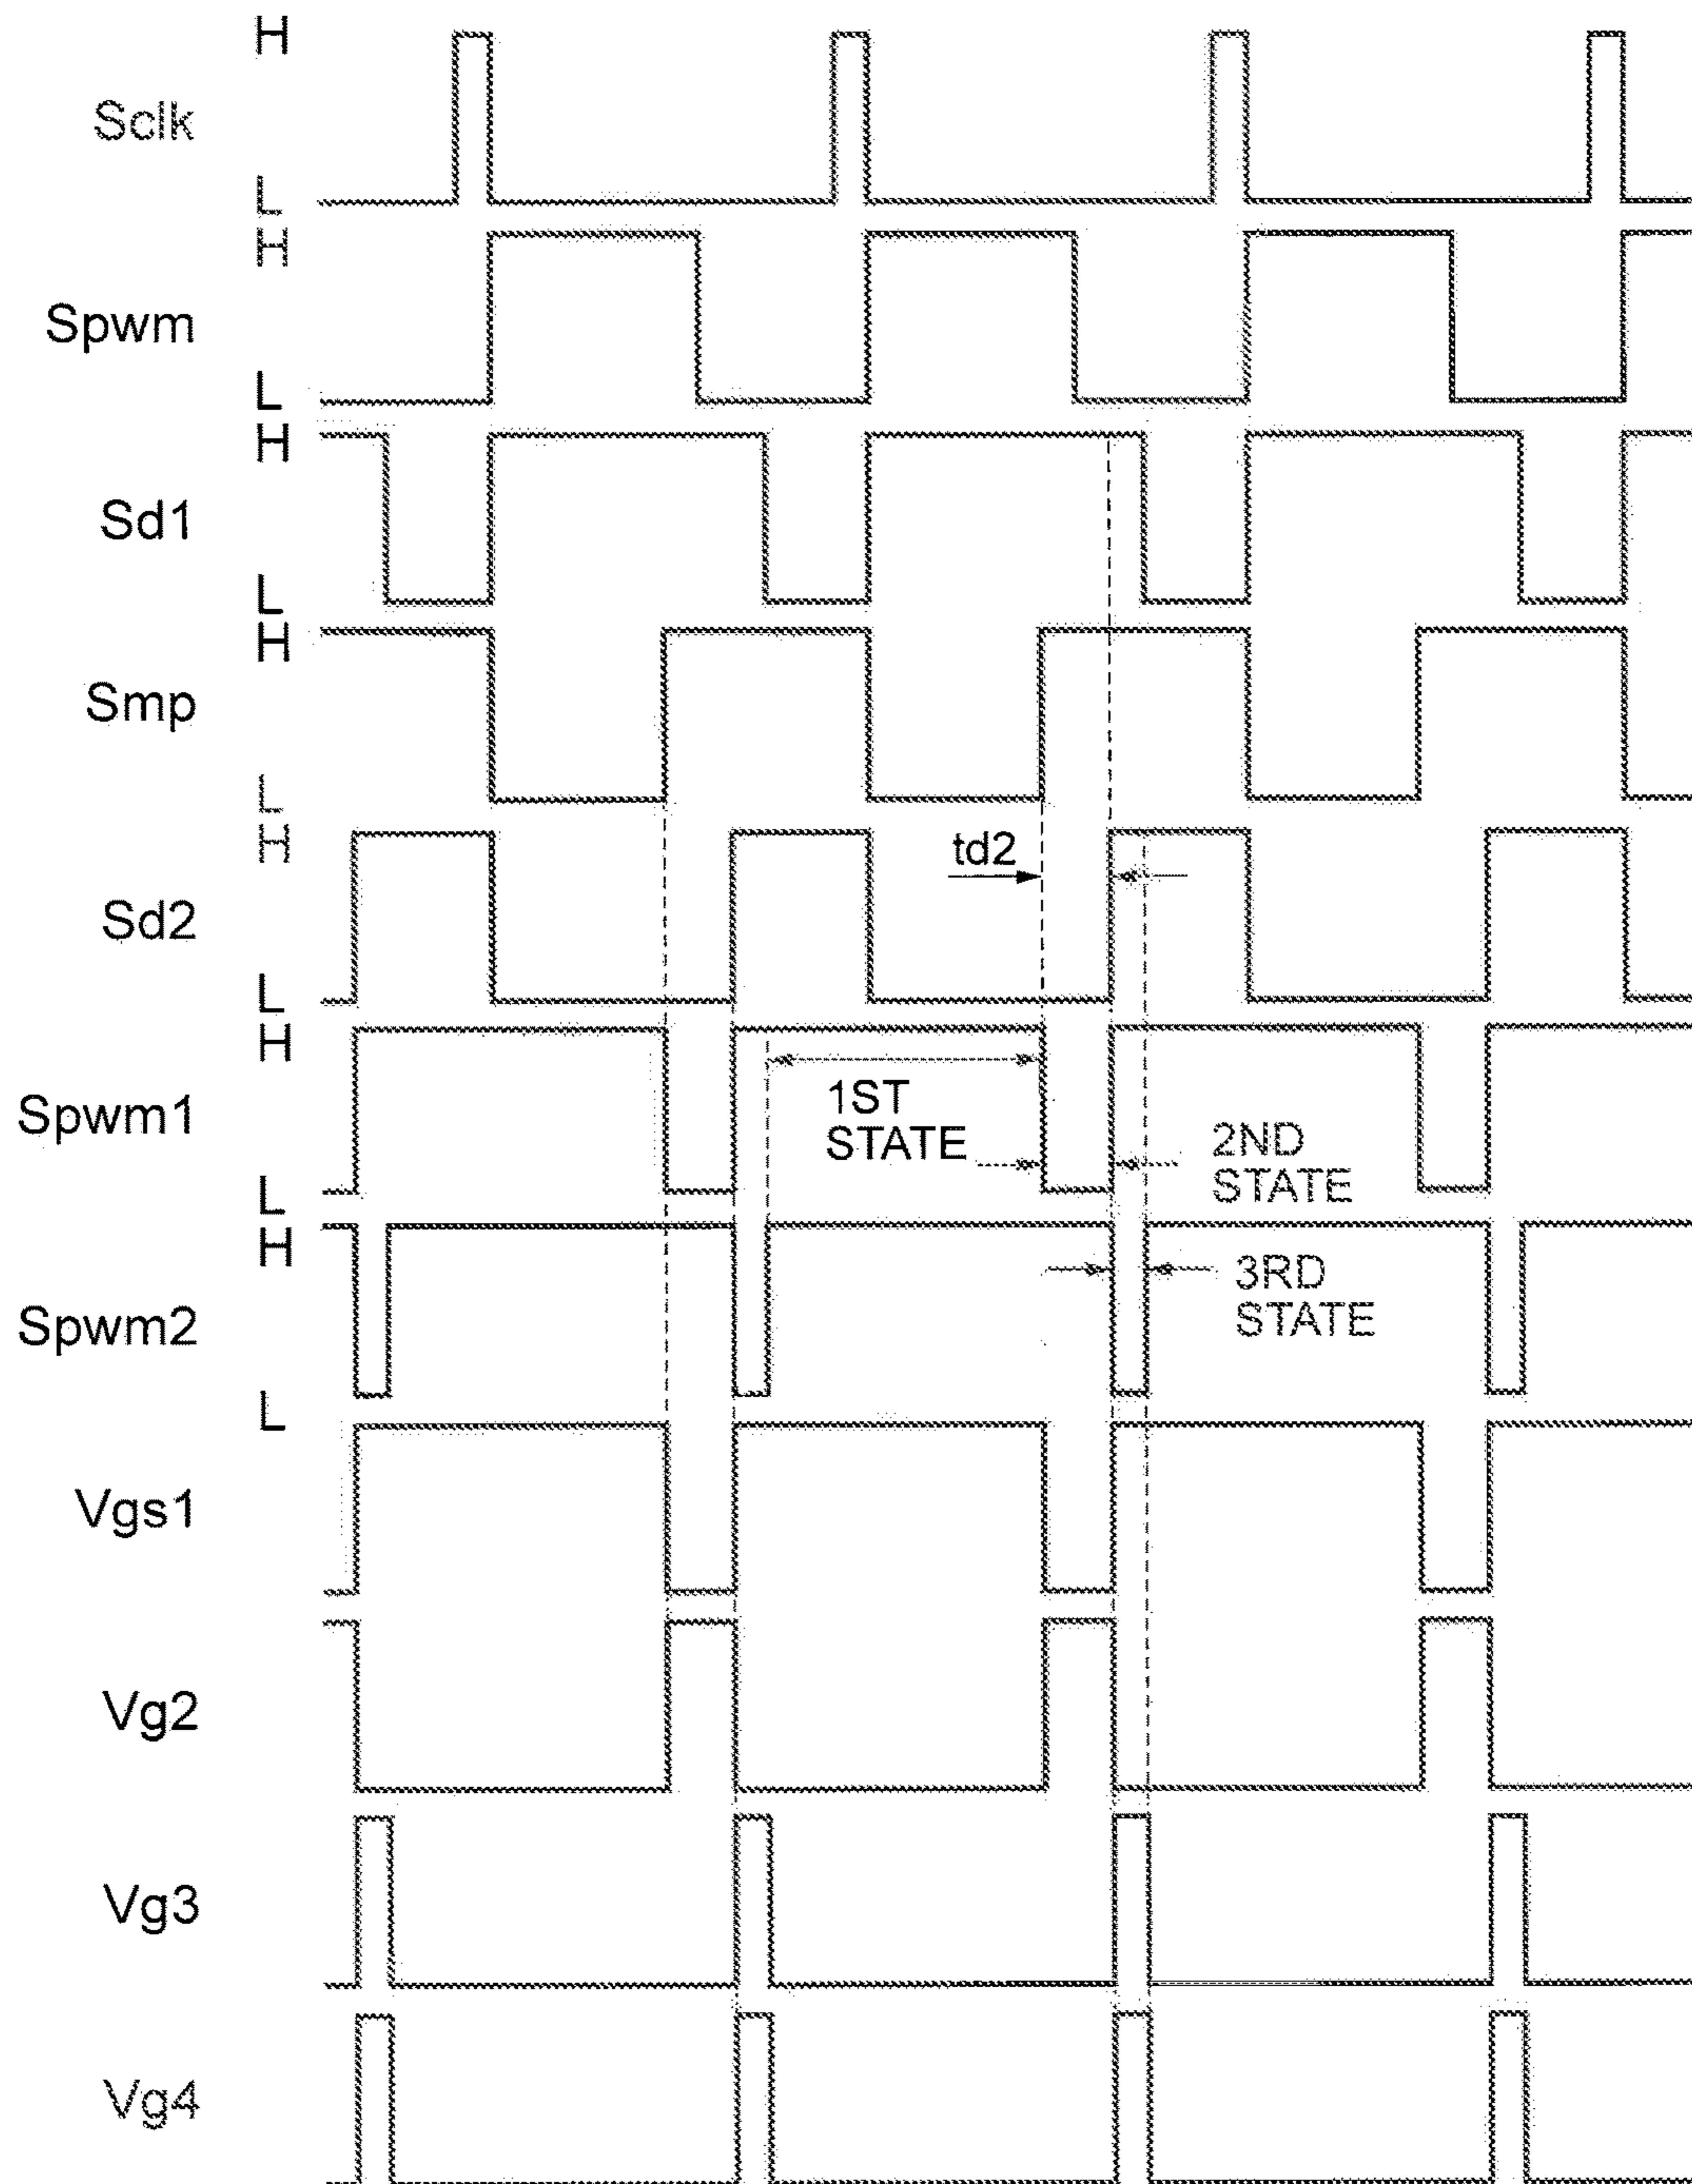 H
Sclk
L
H
Spwm
L
H
Sd1
L
H
Smp
L
H
td2
Sd2
L
H
1ST
STATE
Spwm1
2ND
STATE
L
H
3RD
STATE
Spwm2
L
Vgs1
Vg2
Vg3
Vg4